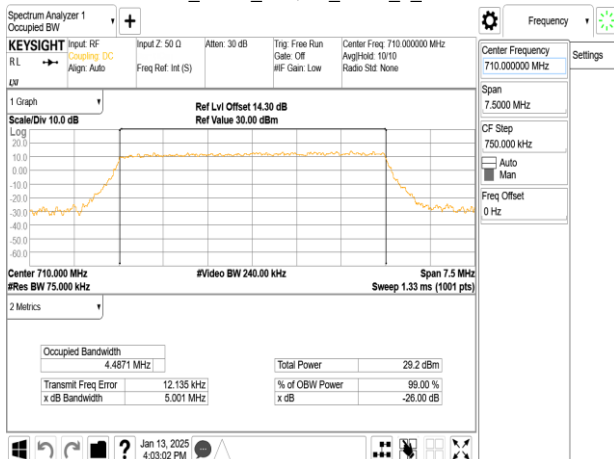 Spectrum Analyzer 1
Occupied BW
Frequency
KEYSIGHT Input: RF Input Z: 50 Ω Atten: 30 dB Trig: Free Run Center Freq: 710.000000 MHz
Coupling: DC Gate: Off Avg|Hold: 10/10
RL Align: Auto Freq Ref: Int (S) #IF Gain: Low Radio Std: None
Center Frequency
710.000000 MHz
Settings
Span
7.5000 MHz
CF Step
750.000 kHz
Auto
Man
Freq Offset
0 Hz
1 Graph
Ref Lvl Offset 14.30 dB
Scale/Div 10.0 dB Ref Value 30.00 dBm
Log
20.0
10.0
0.00
-10.0
-20.0
-30.0
-40.0
-50.0
-60.0
Center 710.000 MHz #Video BW 240.00 kHz Span 7.5 MHz
#Res BW 75.000 kHz Sweep 1.33 ms (1001 pts)
2 Metrics
Occupied Bandwidth
4.4871 MHz Total Power 29.2 dBm
Transmit Freq Error 12.135 kHz % of OBW Power 99.00 %
x dB Bandwidth 5.001 MHz x dB -26.00 dB
? Jan 13, 2025
4:03:02 PM